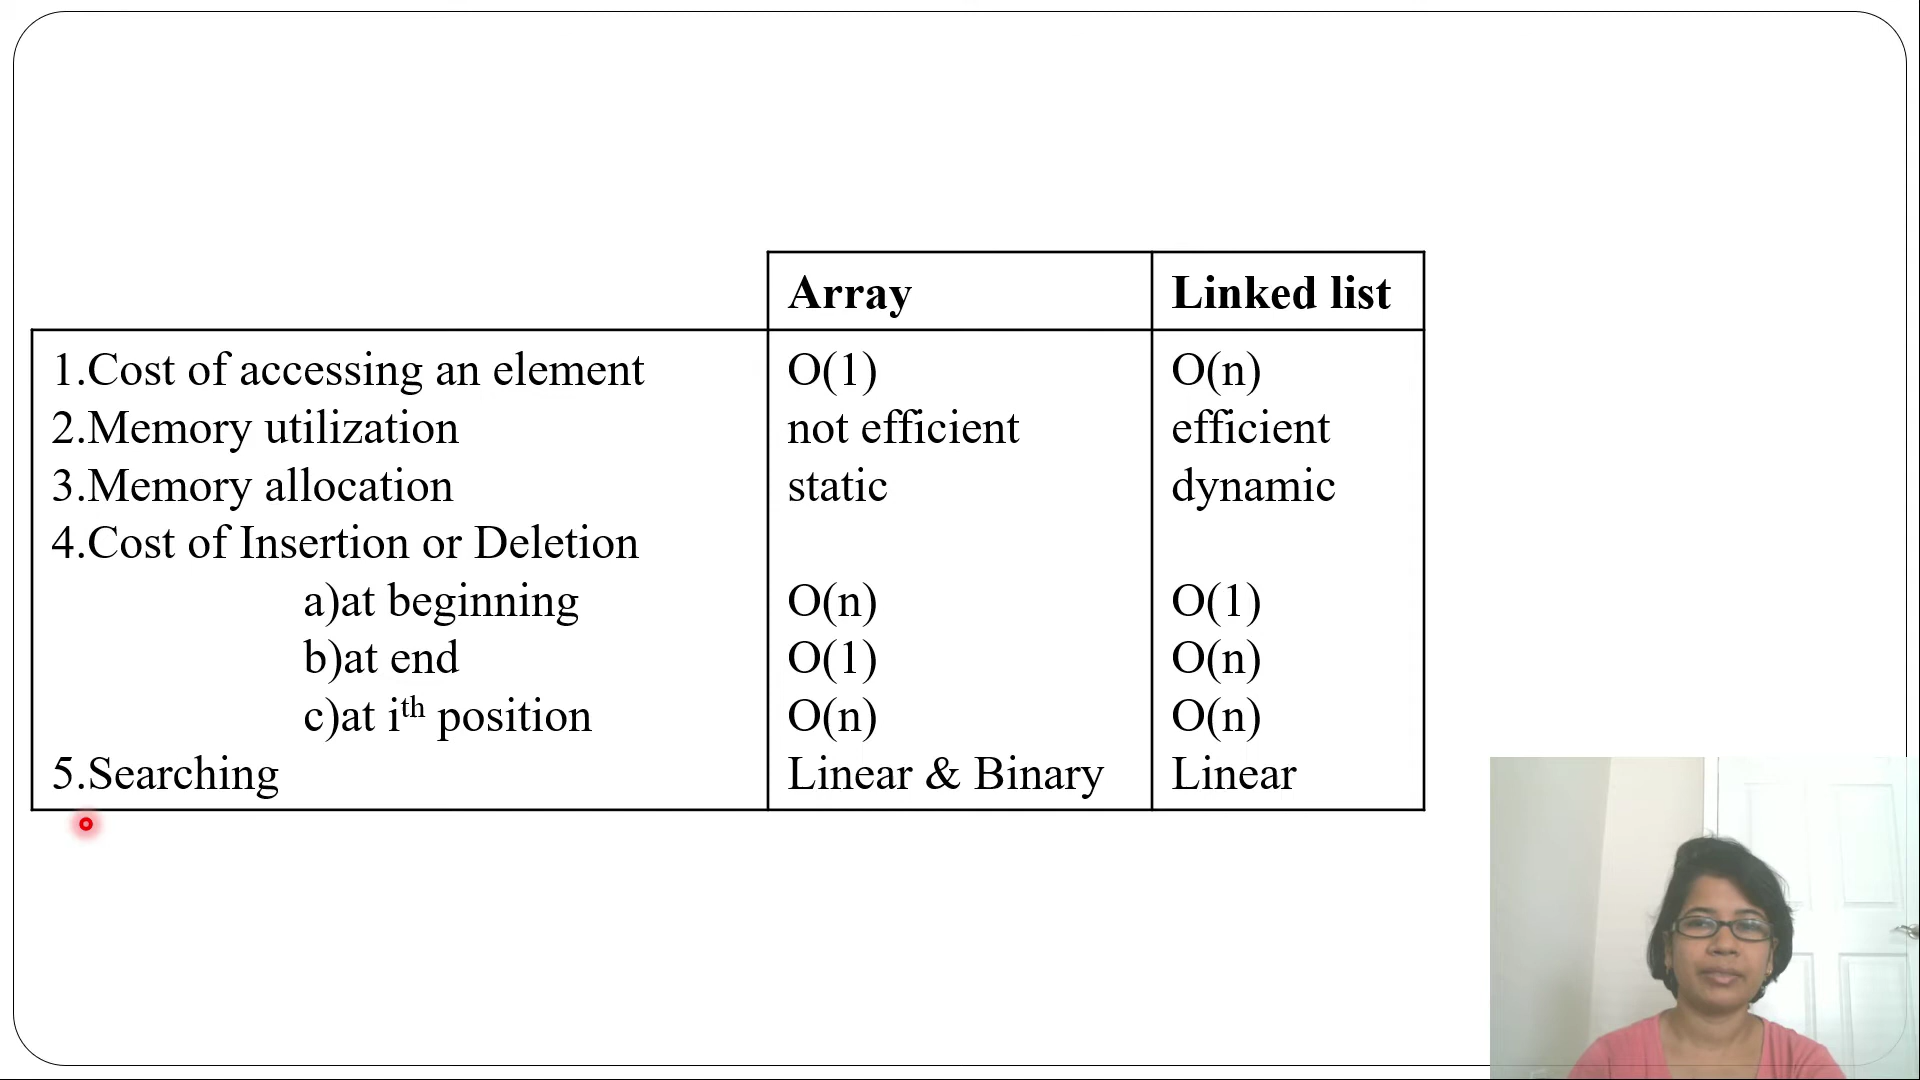 Array Linked list
1.Cost of accessing an element O(1) O(n)
2.Memory utilization not efficient efficient
3.Memory allocation static dynamic
4.Cost of Insertion or Deletion
a)at beginning O(n) O(1)
b)at end O(1) O(n)
c)at iᵗʰ position O(n) O(n)
5.Searching Linear & Binary Linear